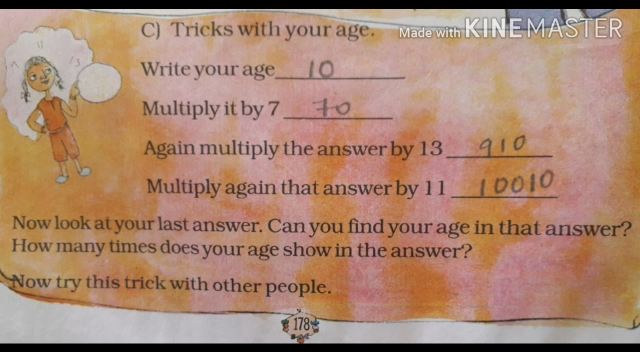 C) Tricks with your age.
Made with KINEMASTER
Write your age 10
Multiply it by 7 70
Again multiply the answer by 13 910
Multiply again that answer by 11 10010
Now look at your last answer. Can you find your age in that answer?
How many times does your age show in the answer?
Now try this trick with other people.
178